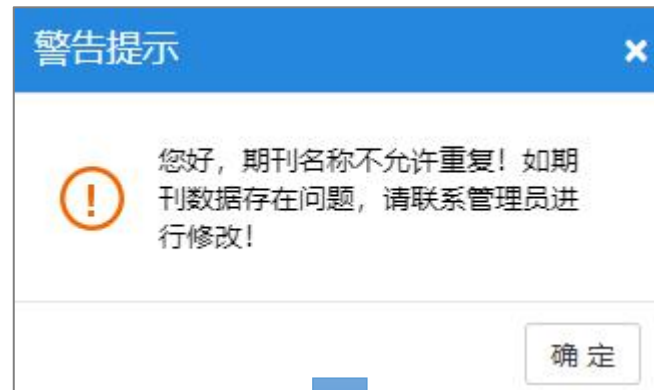 警告提示
您好，期刊名称不允许重复！如期
刊数据存在问题，请联系管理员进
行修改！
确 定